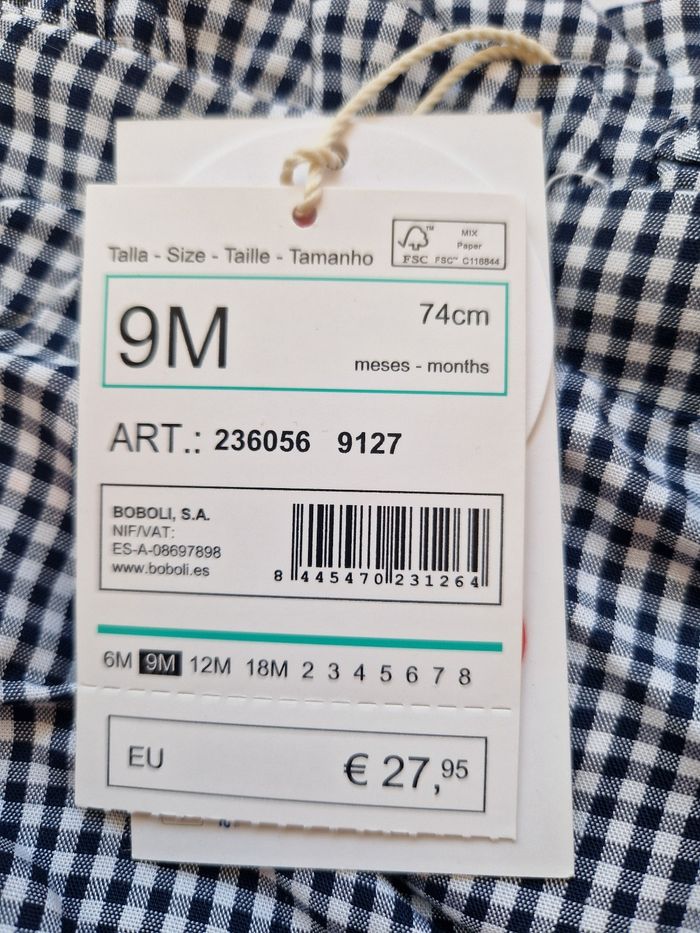 Talla - Size - Taille - Tamanho
FSC™
MIX
Paper
FSC™ C118844
9M
74cm
meses - months
ART.: 236056 9127
BOBOLI, S.A.
NIF/VAT:
ES-A-08697898
www.boboli.es
8 445470 231264
6M 9M 12M 18M 2 3 4 5 6 7 8
EU € 27,95